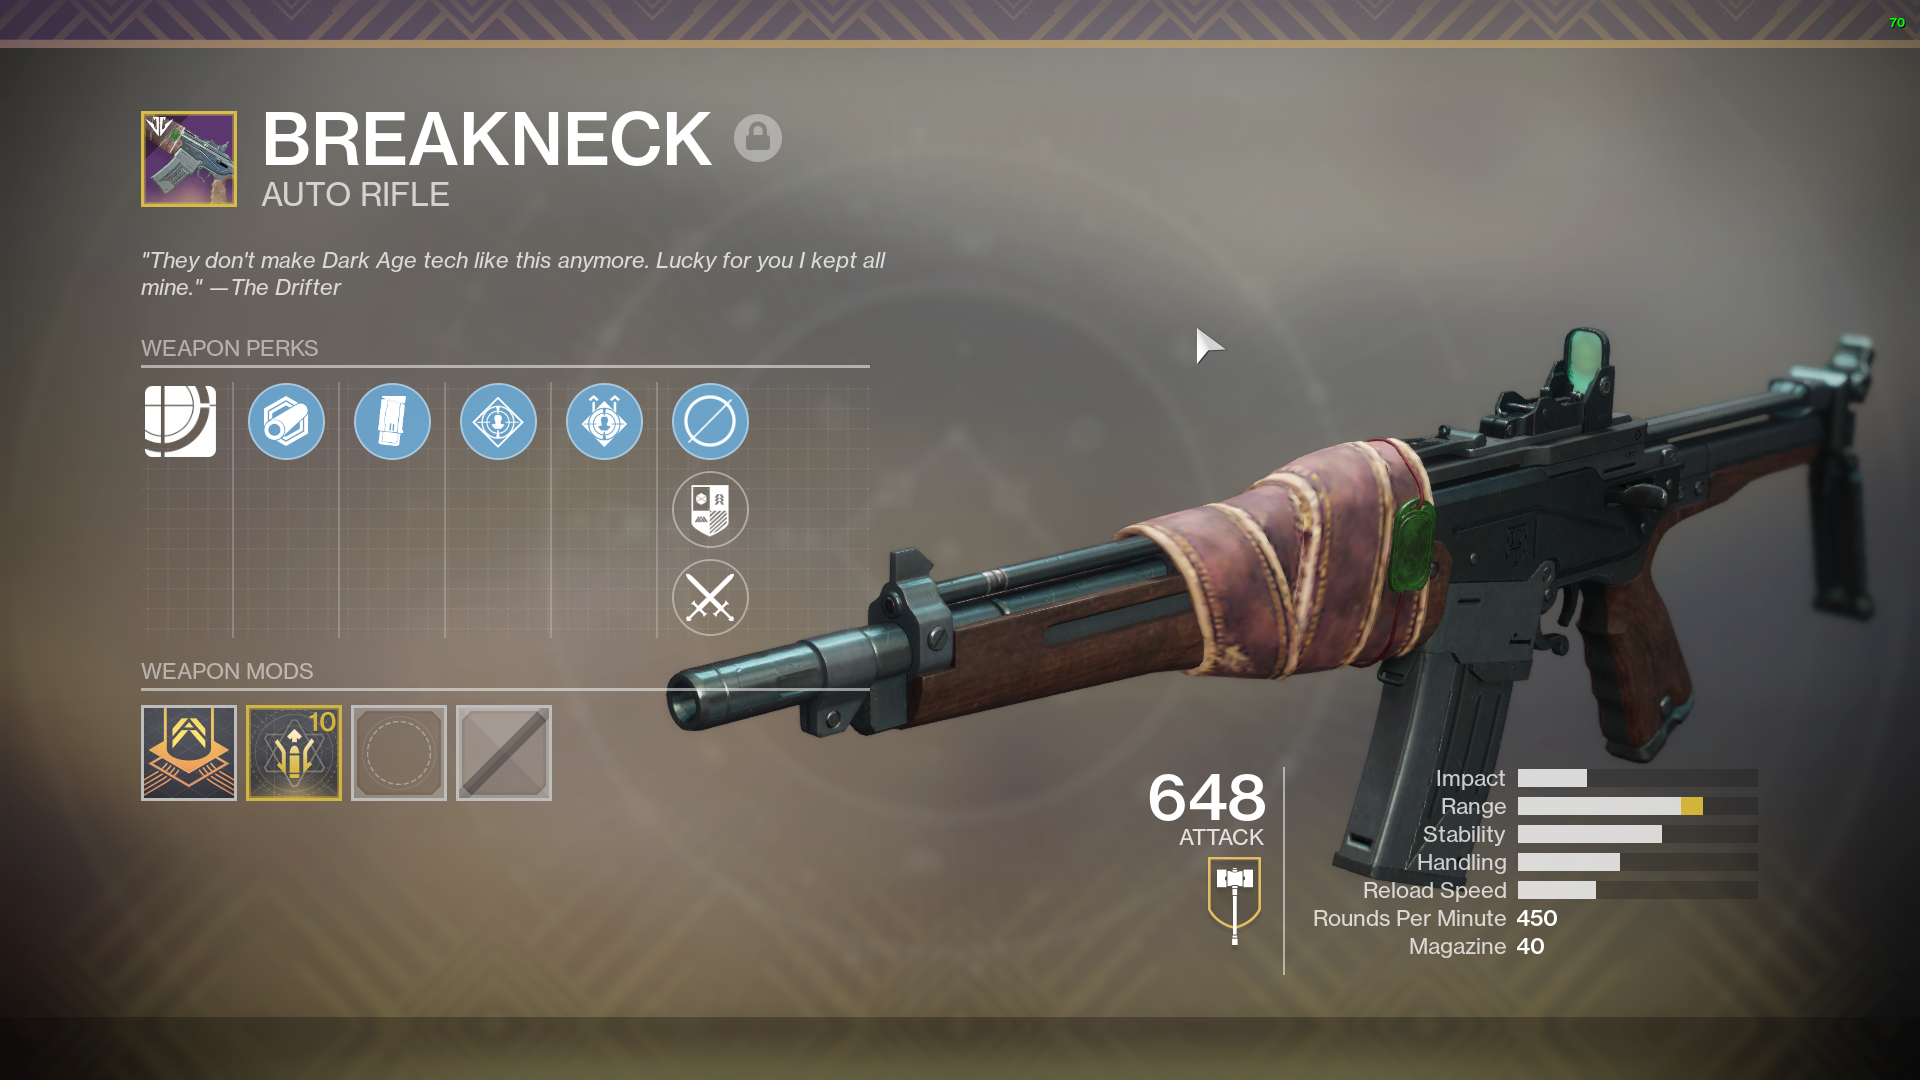 70
BREAKNECK
AUTO RIFLE
"They don't make Dark Age tech like this anymore. Lucky for you I kept all
mine." —The Drifter
WEAPON PERKS
WEAPON MODS
10
648
ATTACK
Impact
Range
Stability
Handling
Reload Speed
Rounds Per Minute 450
Magazine 40